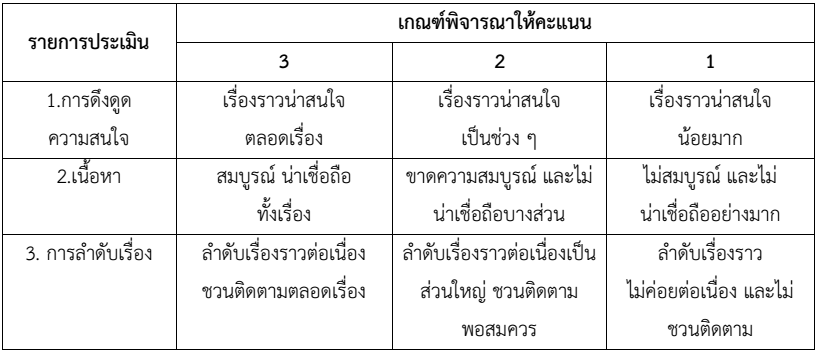 รายการประเมิน
เกณฑ์พิจารณาให้คะแนน
3
2
1
1.การดึงดูด
ความสนใจ
เรื่องราวน่าสนใจ
ตลอดเรื่อง
เรื่องราวน่าสนใจ
เป็นช่วง ๆ
เรื่องราวน่าสนใจ
น้อยมาก
2.เนื้อหา
สมบูรณ์ น่าเชื่อถือ
ทั้งเรื่อง
ขาดความสมบูรณ์ และไม่
น่าเชื่อถือบางส่วน
ไม่สมบูรณ์ และไม่
น่าเชื่อถืออย่างมาก
3. การลำดับเรื่อง
ลำดับเรื่องราวต่อเนื่อง
ชวนติดตามตลอดเรื่อง
ลำดับเรื่องราวต่อเนื่องเป็น
ส่วนใหญ่ ชวนติดตาม
พอสมควร
ลำดับเรื่องราว
ไม่ค่อยต่อเนื่อง และไม่
ชวนติดตาม